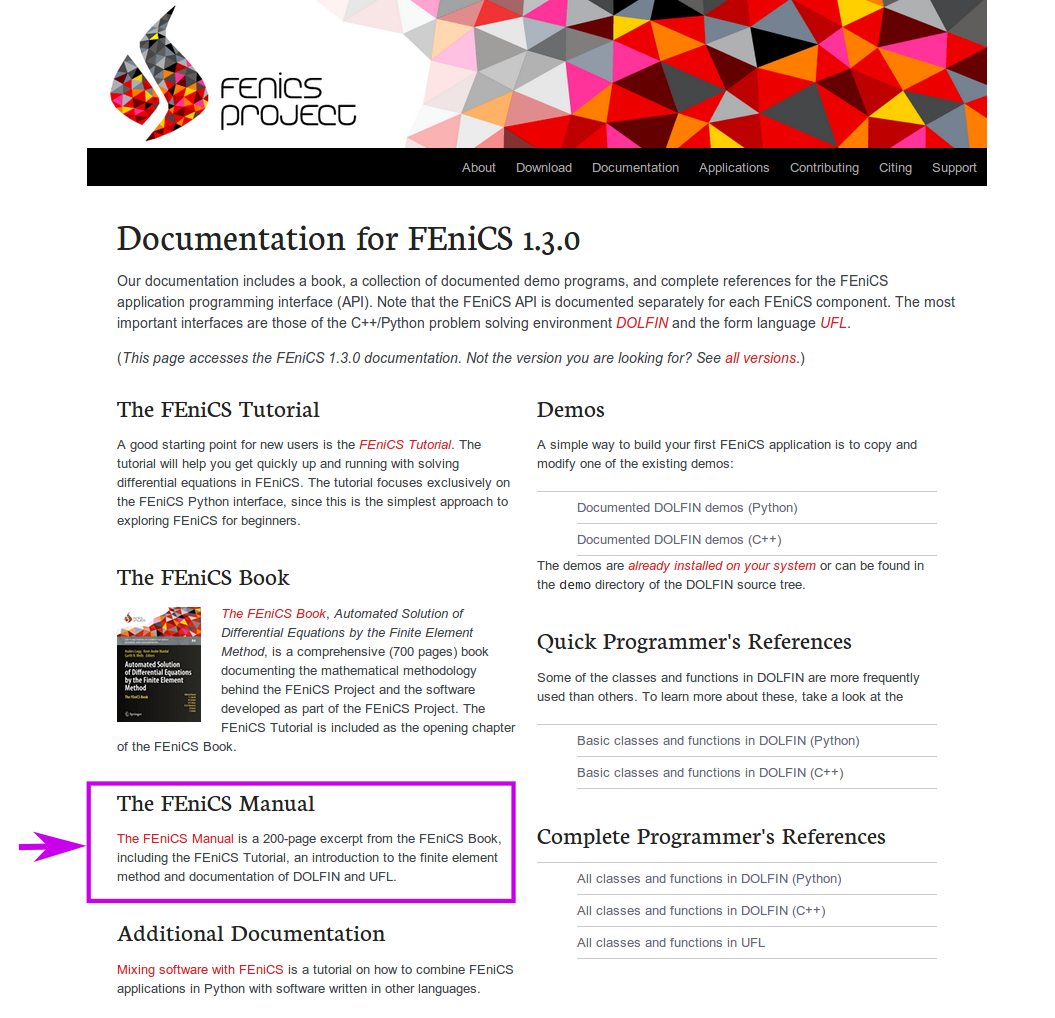 FENICS
PROJECT
About Download Documentation Applications Contributing Citing Support
Documentation for FEniCS 1.3.0
Our documentation includes a book, a collection of documented demo programs, and complete references for the FEniCS
application programming interface (API). Note that the FEniCS API is documented separately for each FEniCS component. The most
important interfaces are those of the C++/Python problem solving environment DOLFIN and the form language UFL.
(This page accesses the FEniCS 1.3.0 documentation. Not the version you are looking for? See all versions.)
The FEniCS Tutorial
A good starting point for new users is the FEniCS Tutorial. The
tutorial will help you get quickly up and running with solving
differential equations in FEniCS. The tutorial focuses exclusively on
the FEniCS Python interface, since this is the simplest approach to
exploring FEniCS for beginners.
The FEniCS Book
Automated Solution
of Differential Equations
by the Finite Element
Method
The FEniCS Book
Springer
The FEniCS Book, Automated Solution of
Differential Equations by the Finite Element
Method, is a comprehensive (700 pages) book
documenting the mathematical methodology
behind the FEniCS Project and the software
developed as part of the FEniCS Project. The
FEniCS Tutorial is included as the opening chapter
of the FEniCS Book.
The FEniCS Manual
The FEniCS Manual is a 200-page excerpt from the FEniCS Book,
including the FEniCS Tutorial, an introduction to the finite element
method and documentation of DOLFIN and UFL.
Additional Documentation
Mixing software with FEniCS is a tutorial on how to combine FEniCS
applications in Python with software written in other languages.
Demos
A simple way to build your first FEniCS application is to copy and
modify one of the existing demos:
Documented DOLFIN demos (Python)
Documented DOLFIN demos (C++)
The demos are already installed on your system or can be found in
the demo directory of the DOLFIN source tree.
Quick Programmer's References
Some of the classes and functions in DOLFIN are more frequently
used than others. To learn more about these, take a look at the
Basic classes and functions in DOLFIN (Python)
Basic classes and functions in DOLFIN (C++)
Complete Programmer's References
All classes and functions in DOLFIN (Python)
All classes and functions in DOLFIN (C++)
All classes and functions in UFL